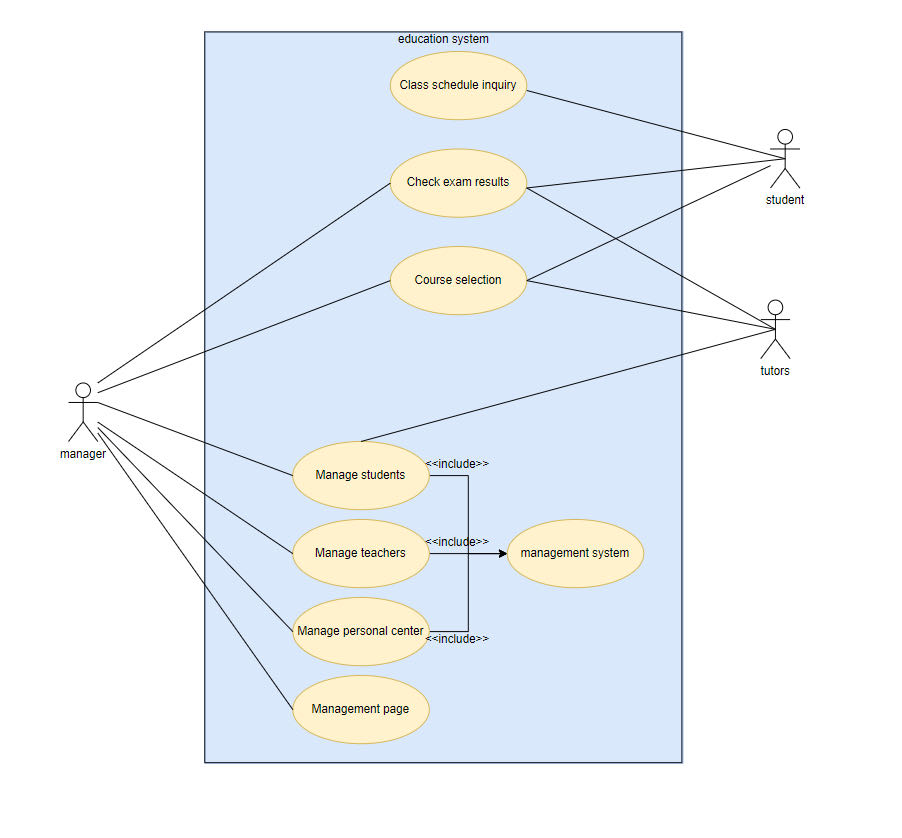 education system
Class schedule inquiry
student
Check exam results
Course selection
tutors
manager
Manage students
<<include>>
Manage teachers
<<include>>
management system
Manage personal center
<<include>>
Management page